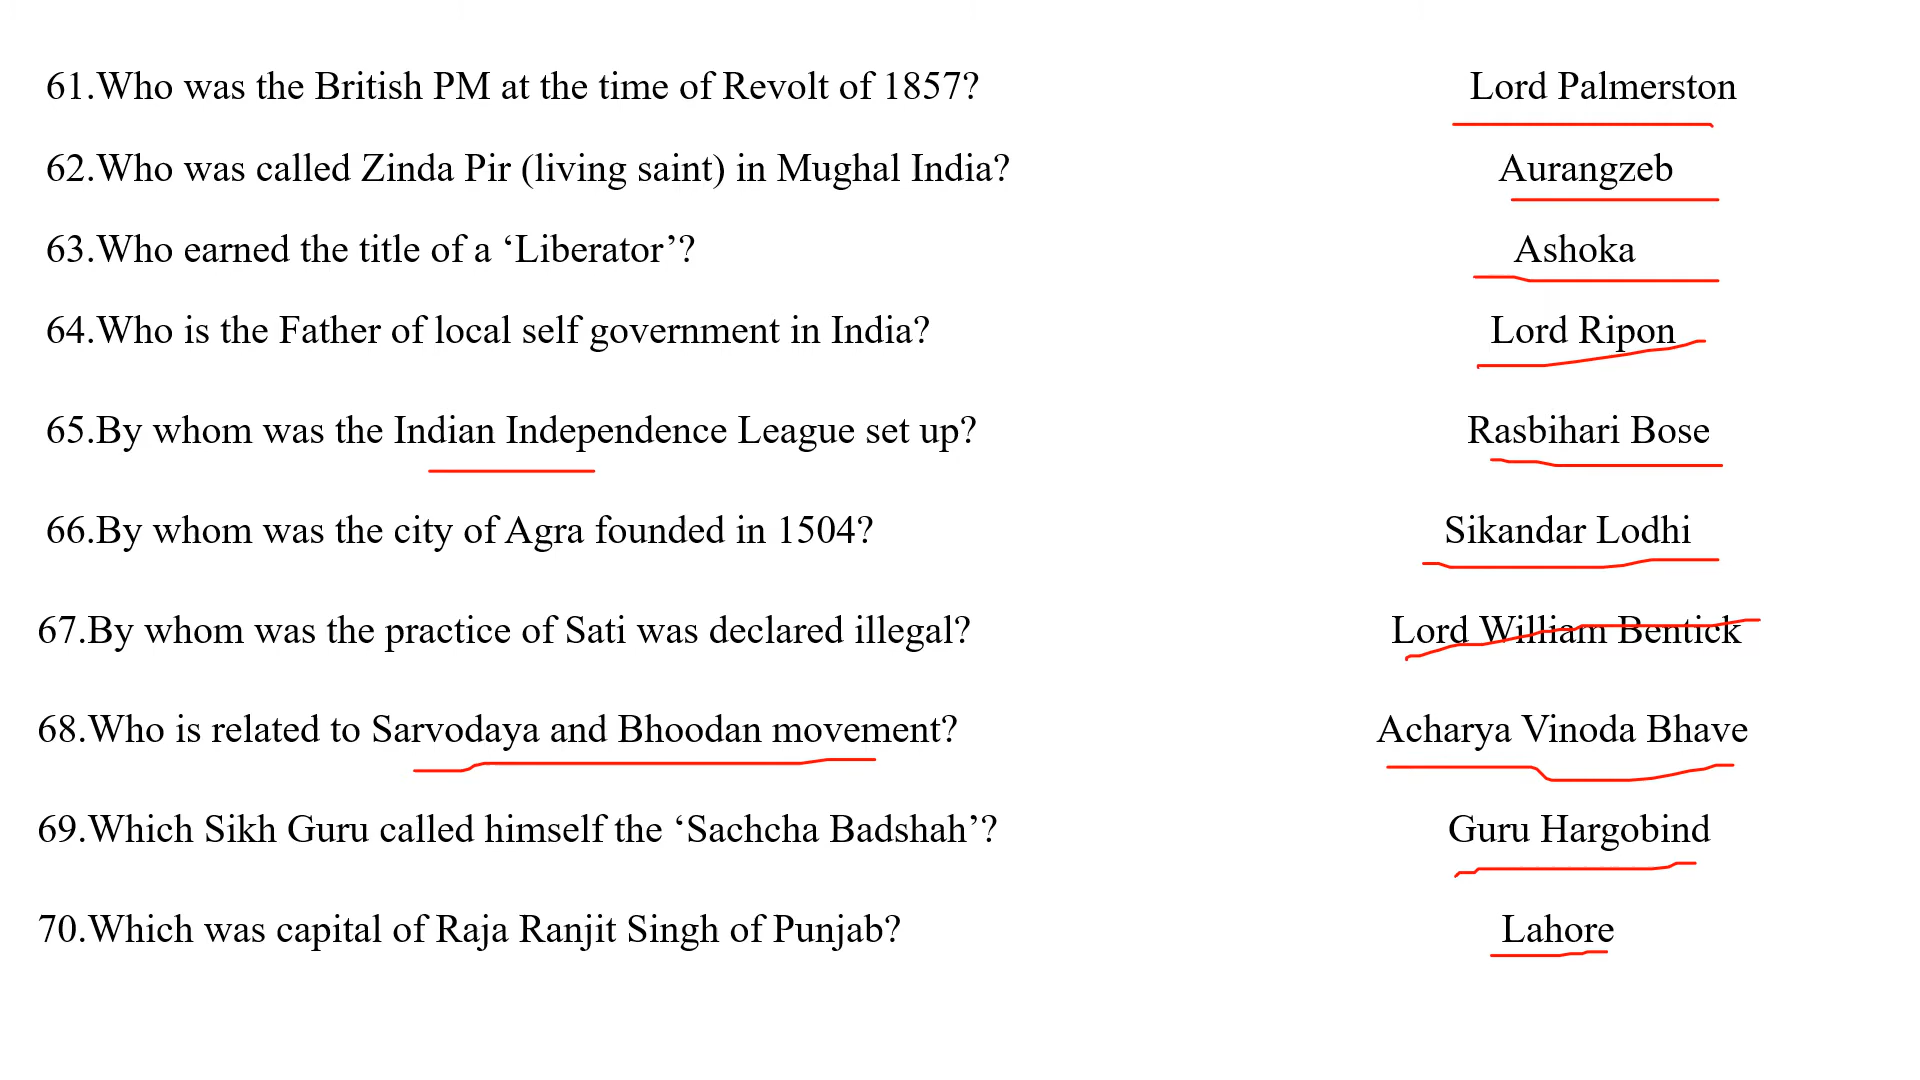 61.Who was the British PM at the time of Revolt of 1857? Lord Palmerston
62.Who was called Zinda Pir (living saint) in Mughal India? Aurangzeb
63.Who earned the title of a ‘Liberator’? Ashoka
64.Who is the Father of local self government in India? Lord Ripon
65.By whom was the Indian Independence League set up? Rasbihari Bose
66.By whom was the city of Agra founded in 1504? Sikandar Lodhi
67.By whom was the practice of Sati was declared illegal? Lord William Bentick
68.Who is related to Sarvodaya and Bhoodan movement? Acharya Vinoda Bhave
69.Which Sikh Guru called himself the ‘Sachcha Badshah’? Guru Hargobind
70.Which was capital of Raja Ranjit Singh of Punjab? Lahore